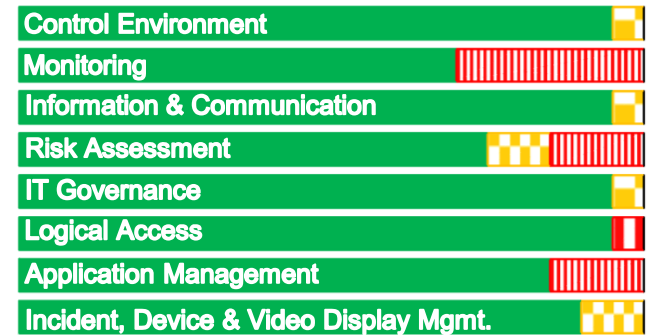 Control Environment
Monitoring
Information & Communication
Risk Assessment
IT Governance
Logical Access
Application Management
Incident, Device & Video Display Mgmt.